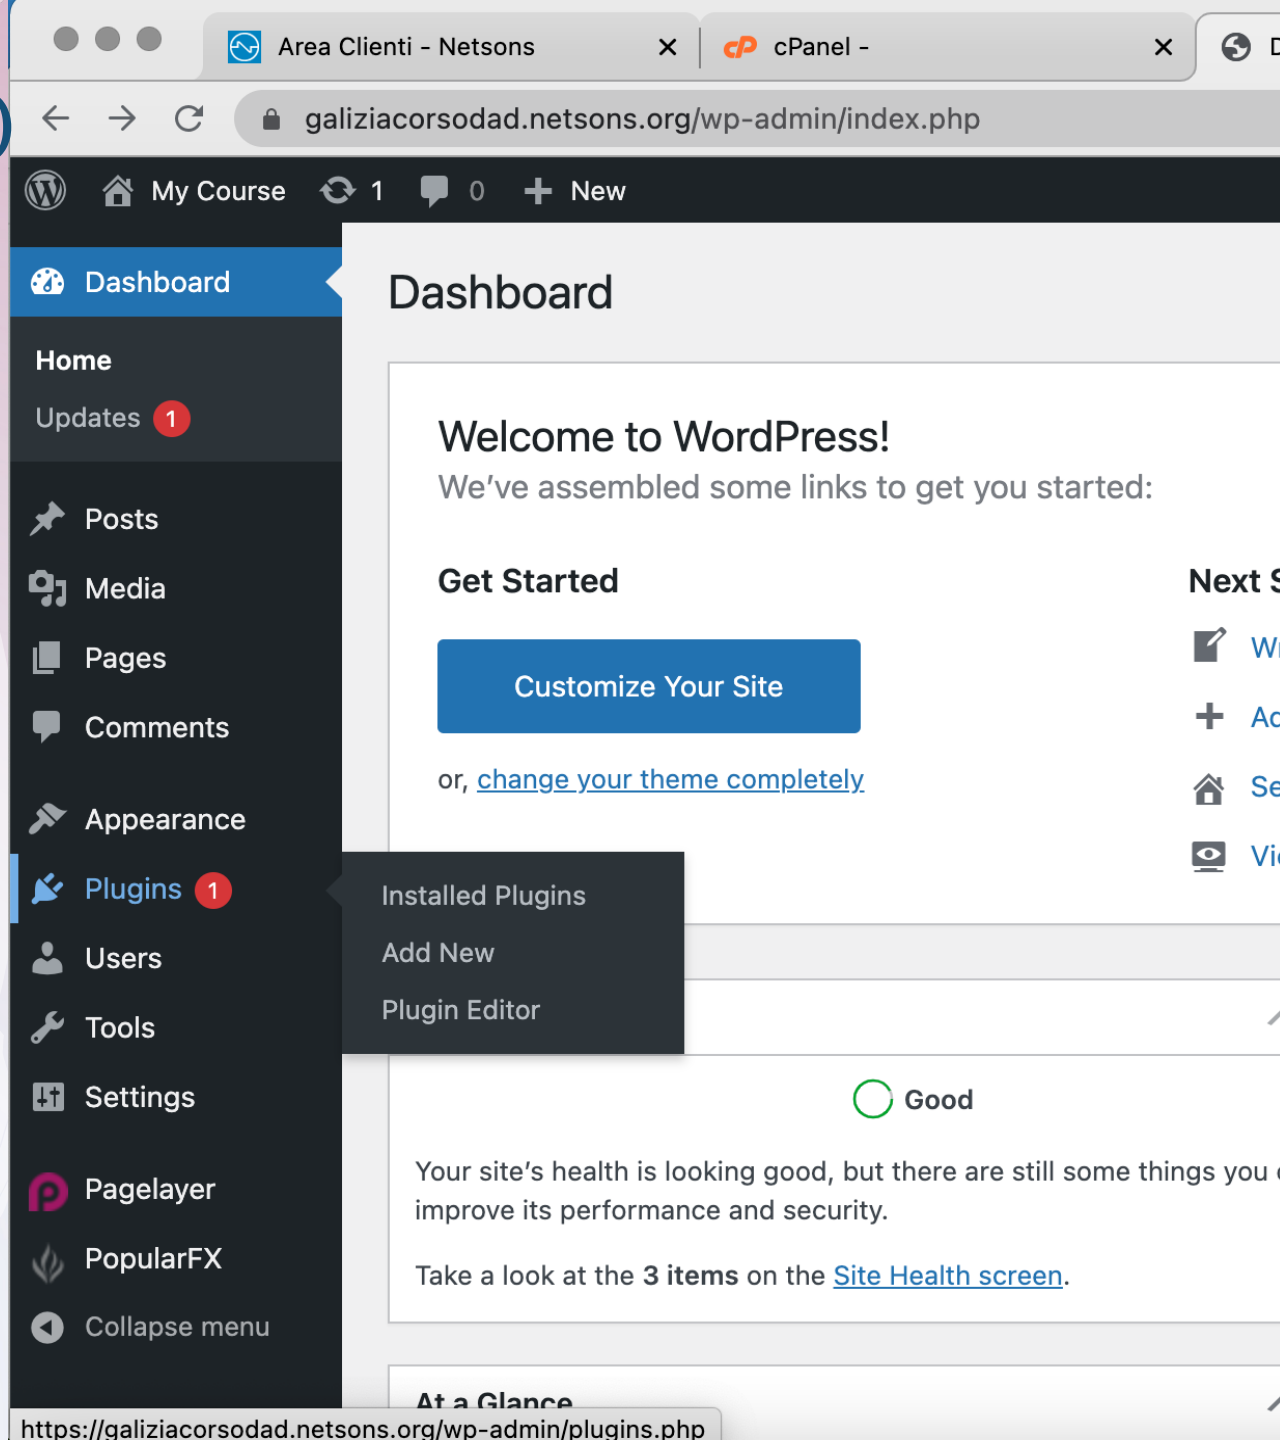 Area Clienti - Netsons
cPanel -
galiziacorsodad.netsons.org/wp-admin/index.php
My Course 1 0 New
Dashboard
Home
Updates 1
Posts
Media
Pages
Comments
Appearance
Plugins 1
Users
Tools
Settings
Pagelayer
PopularFX
Collapse menu
Installed Plugins
Add New
Plugin Editor
Dashboard
Welcome to WordPress!
We've assembled some links to get you started:
Get Started
Customize Your Site
or, change your theme completely
Next
Good
Your site's health is looking good, but there are still some things you
improve its performance and security.
Take a look at the 3 items on the Site Health screen.
At a Glance
https://galiziacorsodad.netsons.org/wp-admin/plugins.php